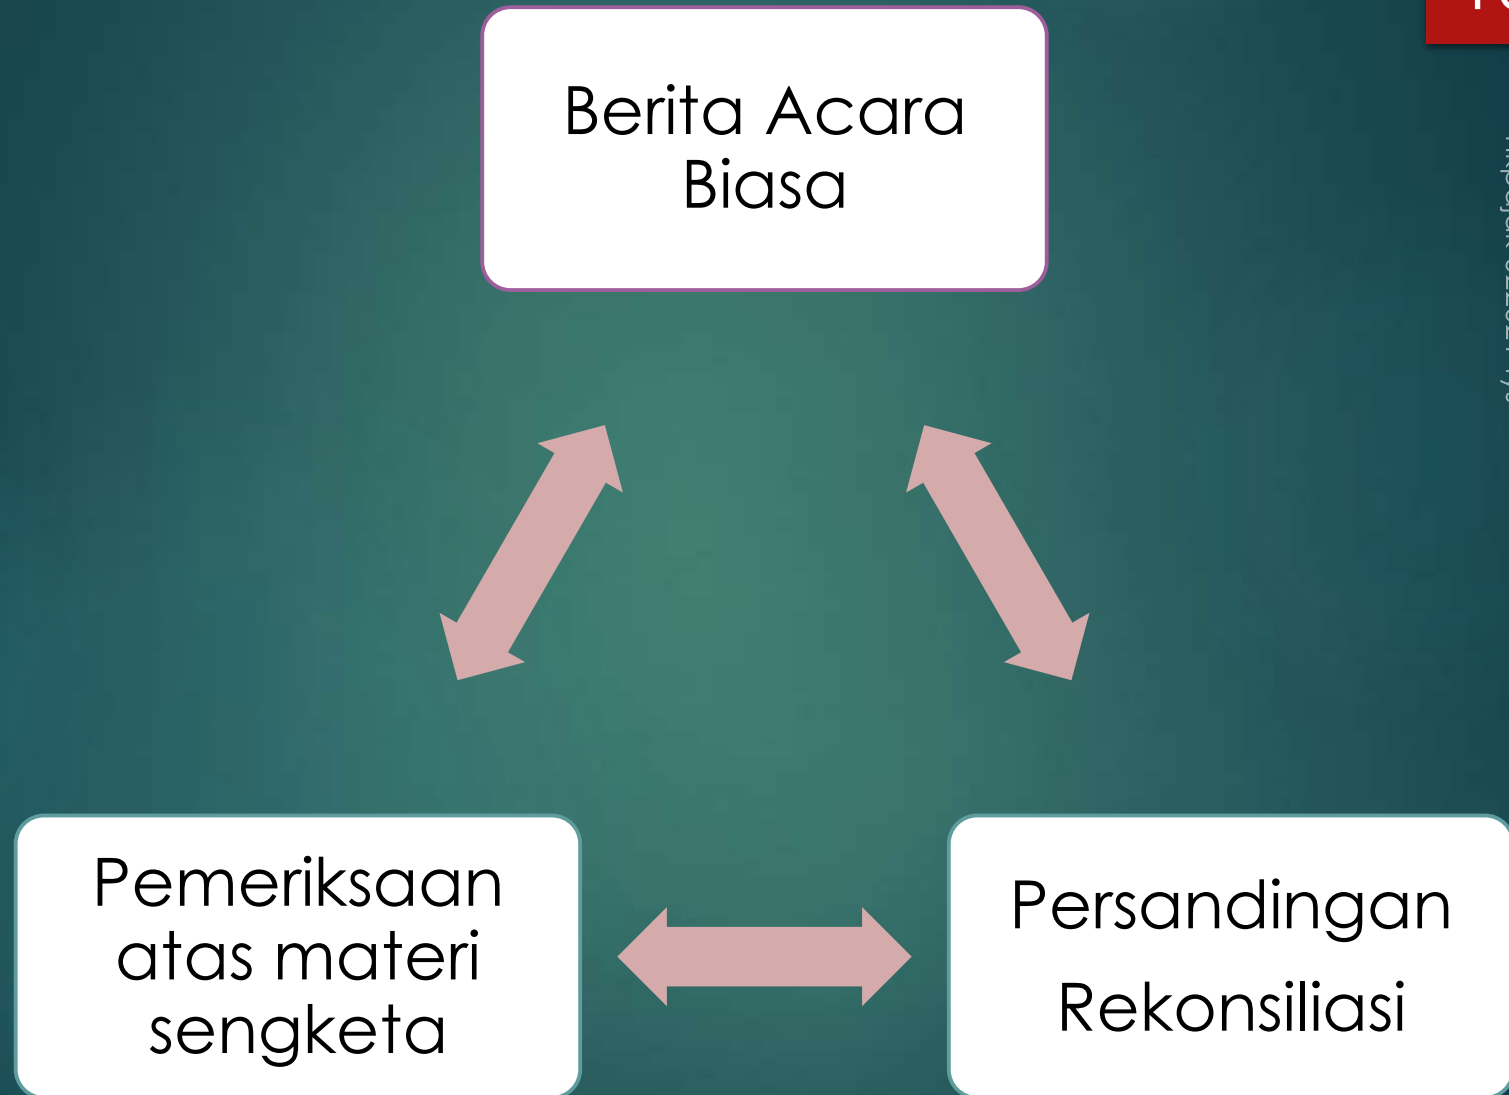 Berita Acara
Biasa
Pemeriksaan
atas materi
sengketa
Persandingan
Rekonsiliasi